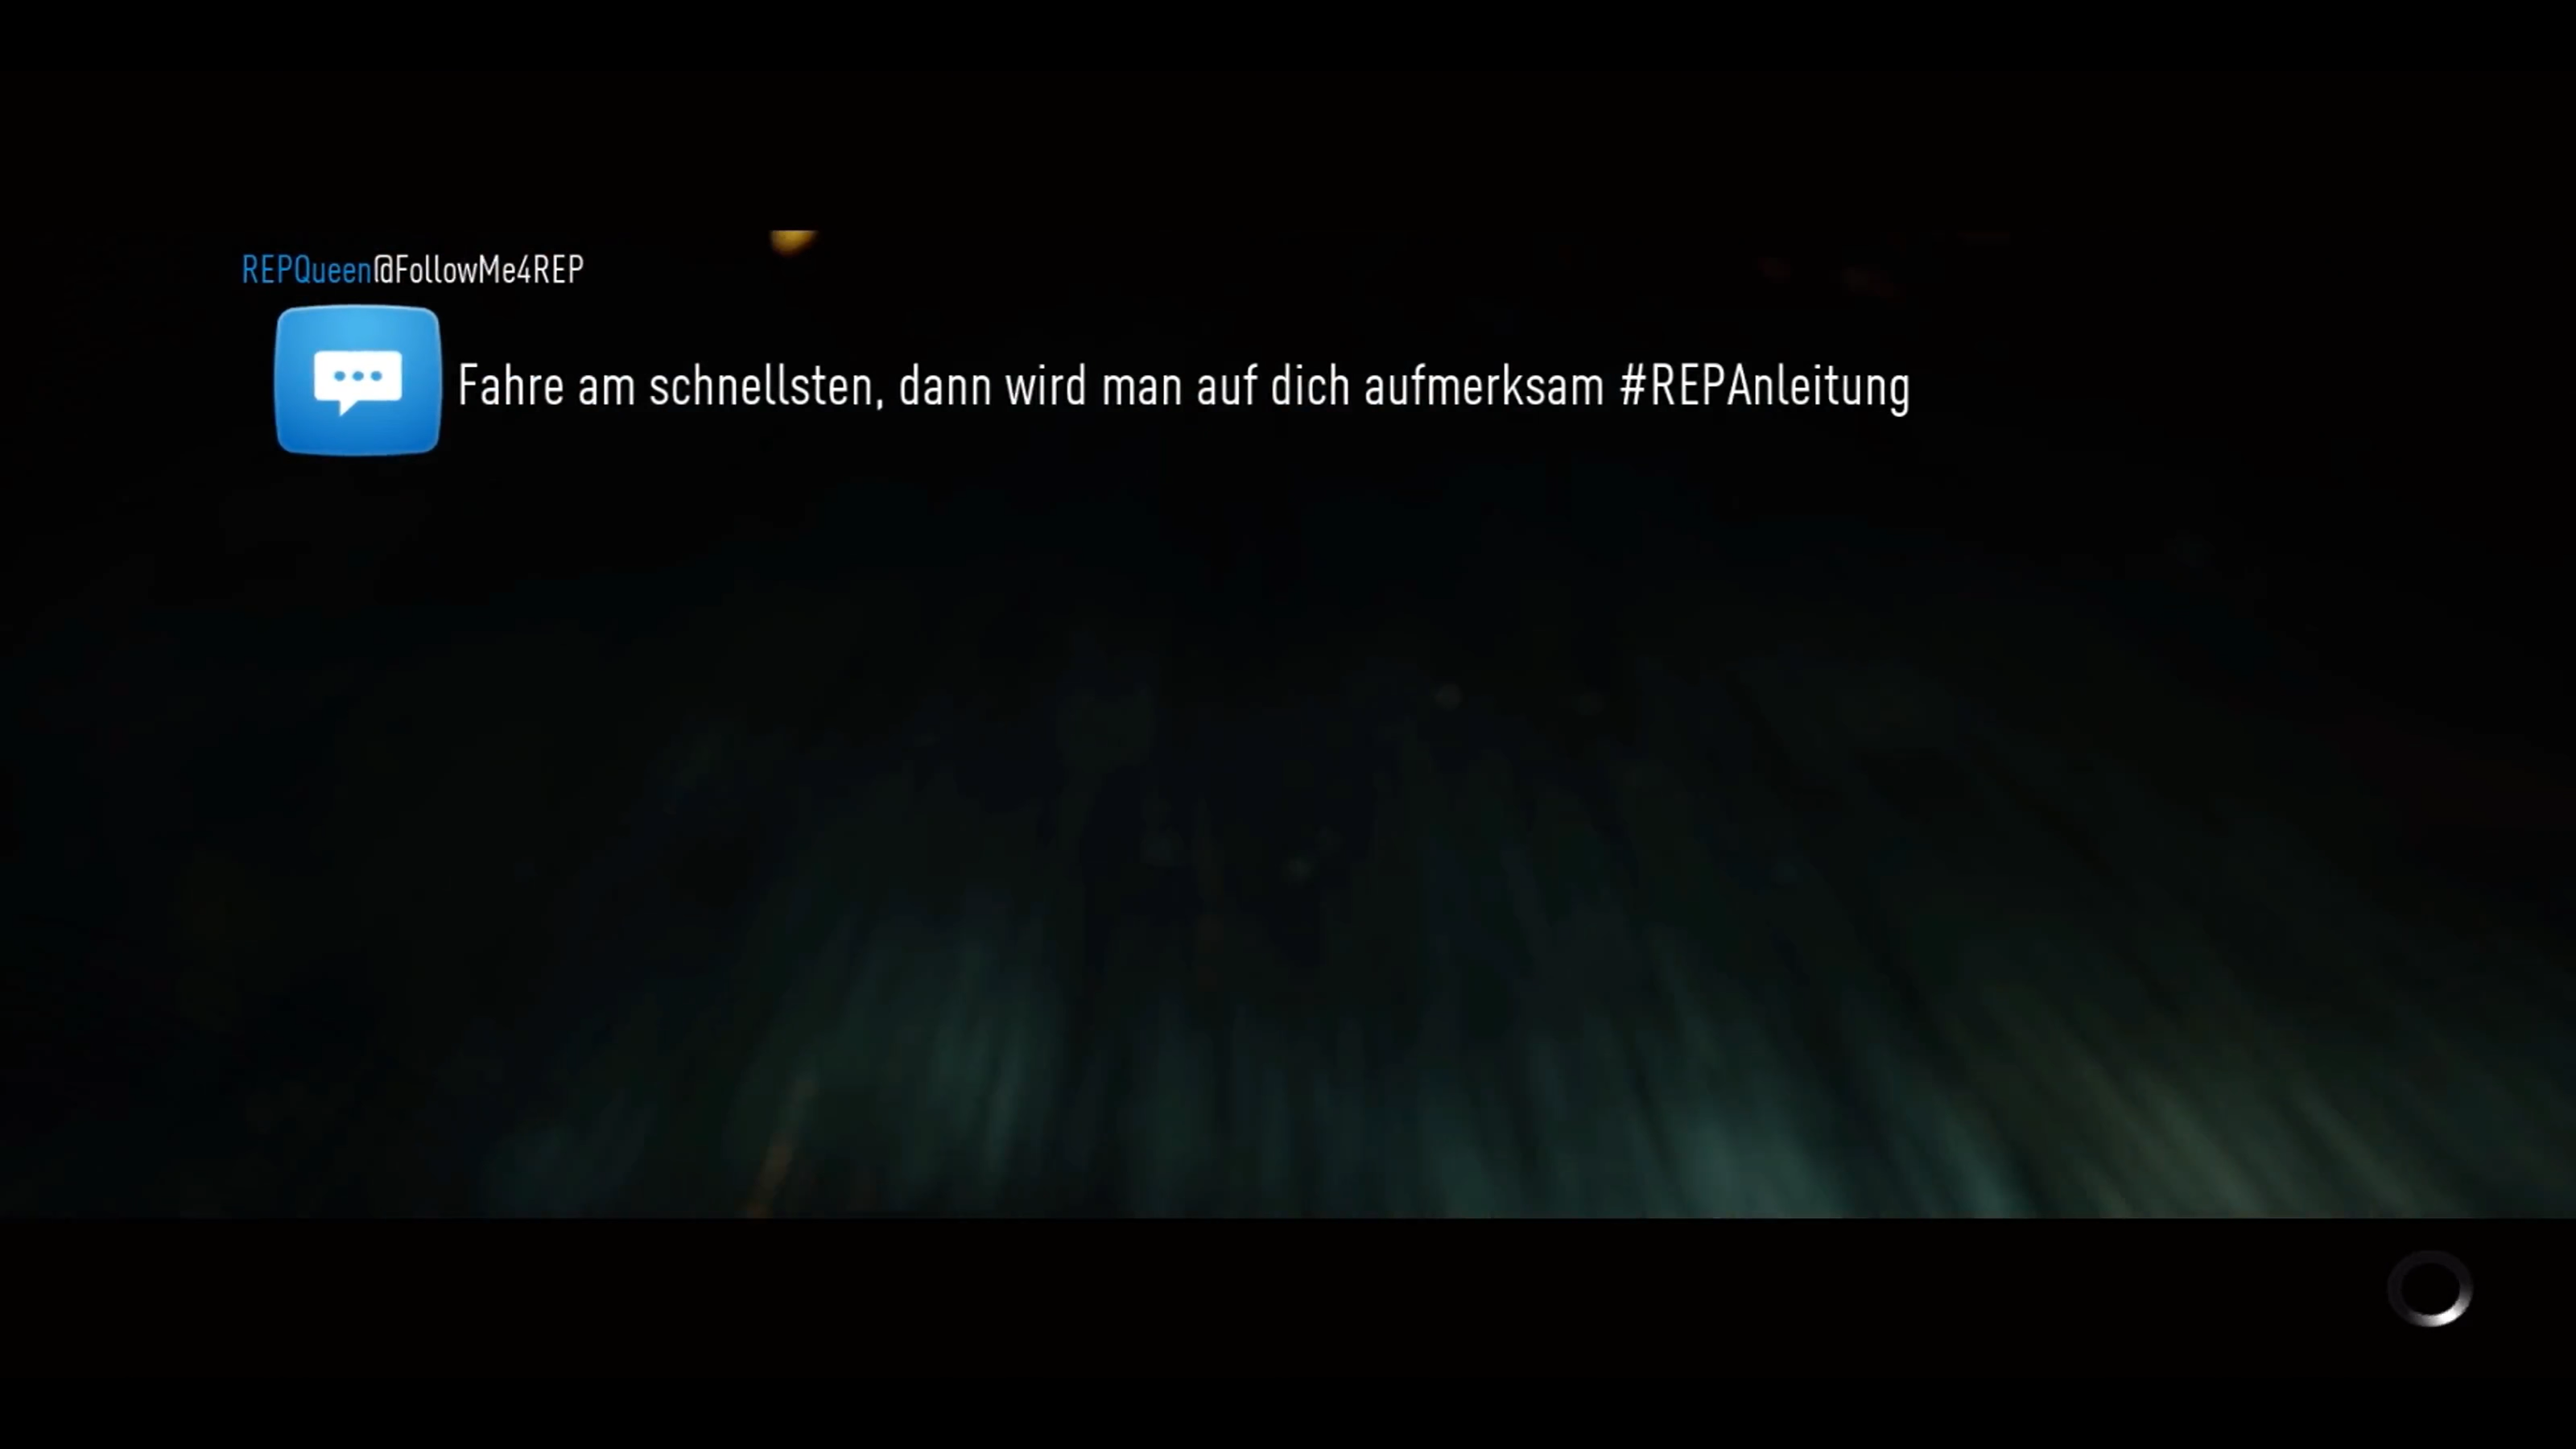 REPQueen@FollowMe4REP
Fahre am schnellsten, dann wird man auf dich aufmerksam #REPAnleitung